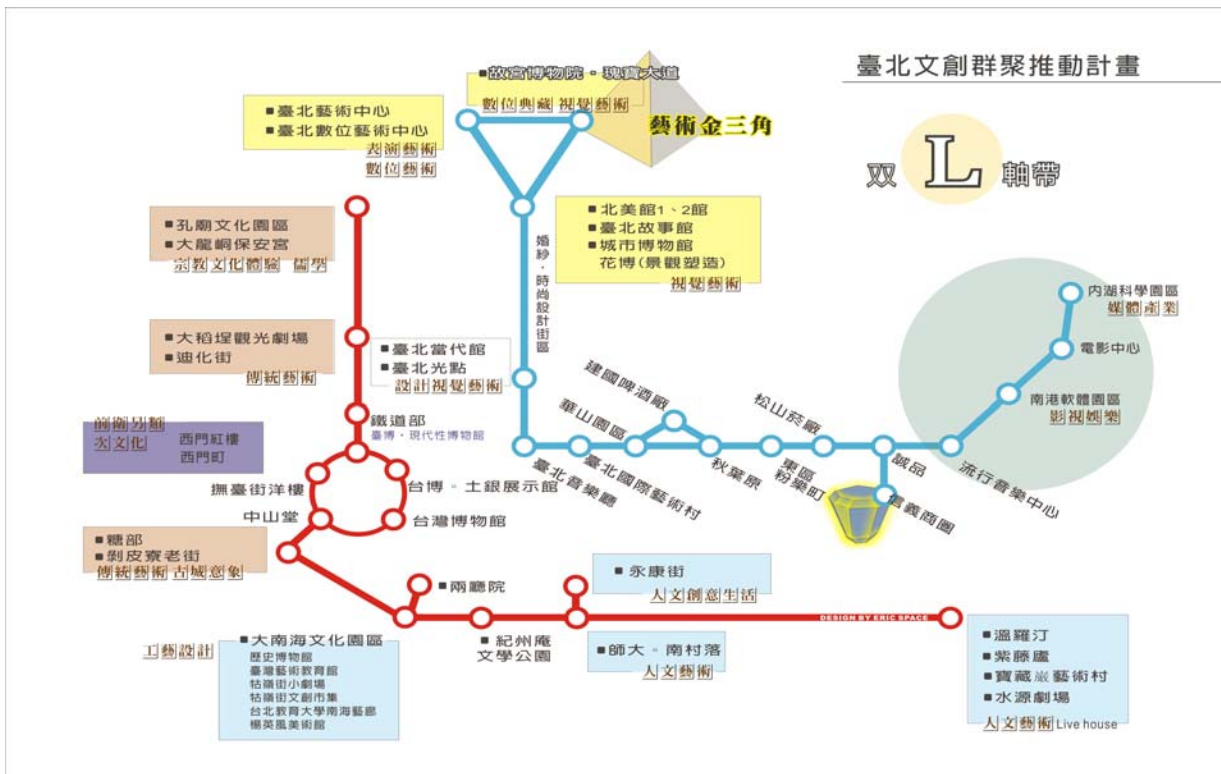 臺北文創群聚推動計畫
双 L 軸帶
■故宮博物院・瑰寶大道
數位典藏 視覺藝術
藝術金三角
■臺北藝術中心
■臺北數位藝術中心
表演藝術
數位藝術
■孔廟文化園區
■大龍峒保安宮
宗教文化體驗 儒學
■北美館1、2館
■臺北故事館
■城市博物館
花博(景觀塑造)
視覺藝術
婚紗・時尚設計街區
■大稻埕觀光劇場
■迪化街
傳統藝術
■臺北當代館
■臺北光點
設計視覺藝術
內湖科學園區
媒體產業
電影中心
南港軟體園區
影視娛樂
鐵道部
臺博・現代性博物館
前衛另類
次文化
西門紅樓
西門町
建國啤酒廠
華山園區
松山菸廠
臺北音樂廳
臺北國際藝術村
秋葉原
東區
粉樂町
誠品
信義商圈
流行音樂中心
撫臺街洋樓
台博・土銀展示館
中山堂
台灣博物館
■糖部
■剝皮寮老街
傳統藝術 古城意象
■兩廳院
■永康街
人文創意生活
DESIGN BY ERIC SPACE
工藝設計
■大南海文化園區
歷史博物館
臺灣藝術教育館
牯嶺街小劇場
牯嶺街文創市集
台北教育大學南海藝廊
楊英風美術館
■紀州庵
文學公園
■師大・南村落
人文藝術
■溫羅汀
■紫藤廬
■寶藏巖藝術村
■水源劇場
人文藝術 Live house